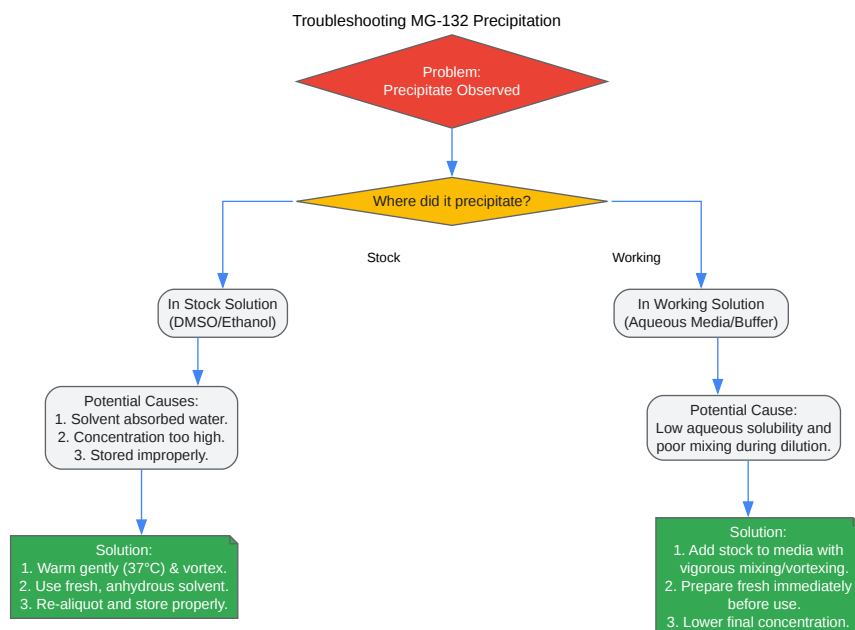 Troubleshooting MG-132 Precipitation
Problem:
Precipitate Observed
Where did it precipitate?
Stock
Working
In Stock Solution
(DMSO/Ethanol)
In Working Solution
(Aqueous Media/Buffer)
Potential Causes:
1. Solvent absorbed water.
2. Concentration too high.
3. Stored improperly.
Potential Cause:
Low aqueous solubility and
poor mixing during dilution.
Solution:
1. Warm gently (37°C) & vortex.
2. Use fresh, anhydrous solvent.
3. Re-aliquot and store properly.
Solution:
1. Add stock to media with
vigorous mixing/vortexing.
2. Prepare fresh immediately
before use.
3. Lower final concentration.